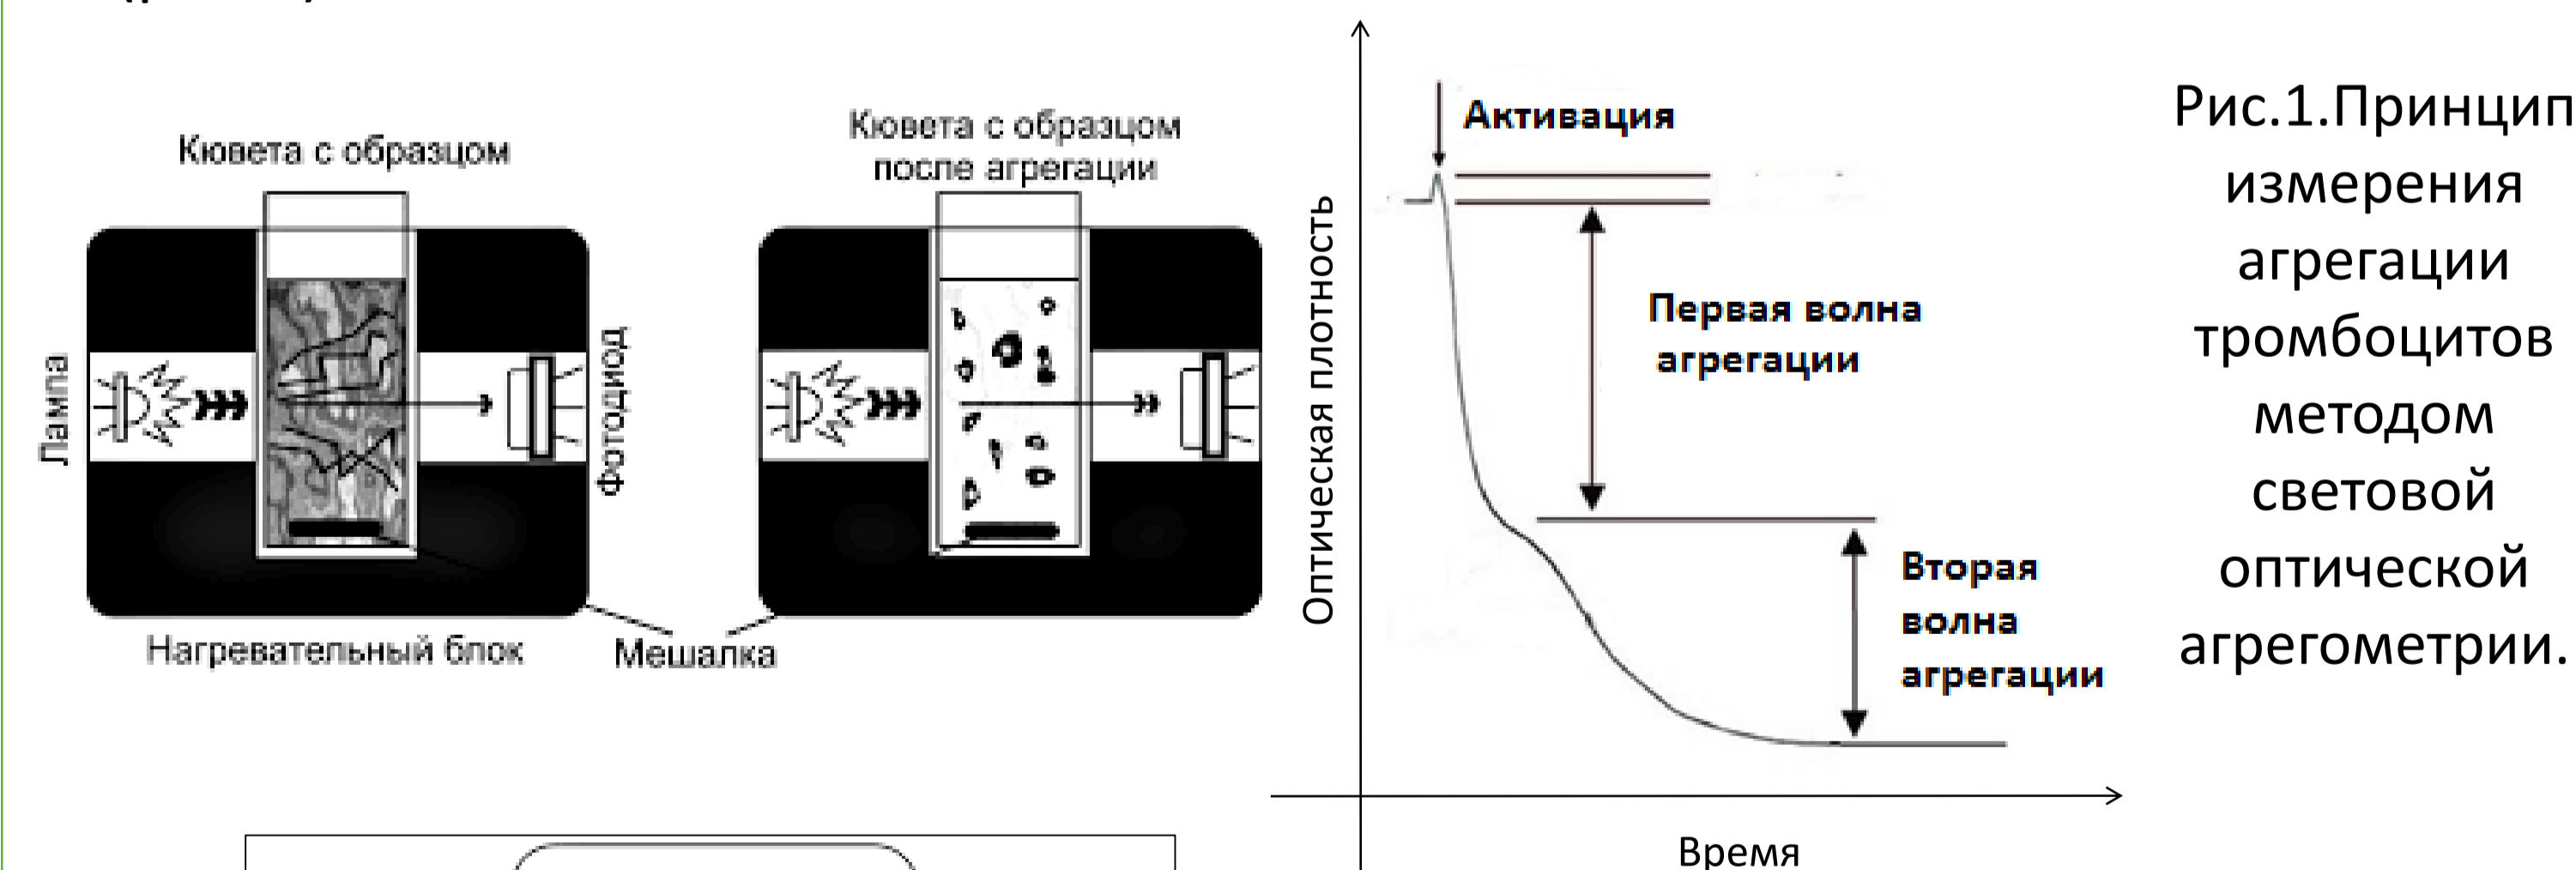 Кювета с образцом
Лампа
Фотодиод
Нагревательный блок
Мешалка
Кювета с образцом
после агрегации
Оптическая плотность
Активация
Первая волна
агрегации
Вторая
волна
агрегации
Время
Рис.1.Принцип
измерения
агрегации
тромбоцитов
методом
световой
оптической
агрегометрии.